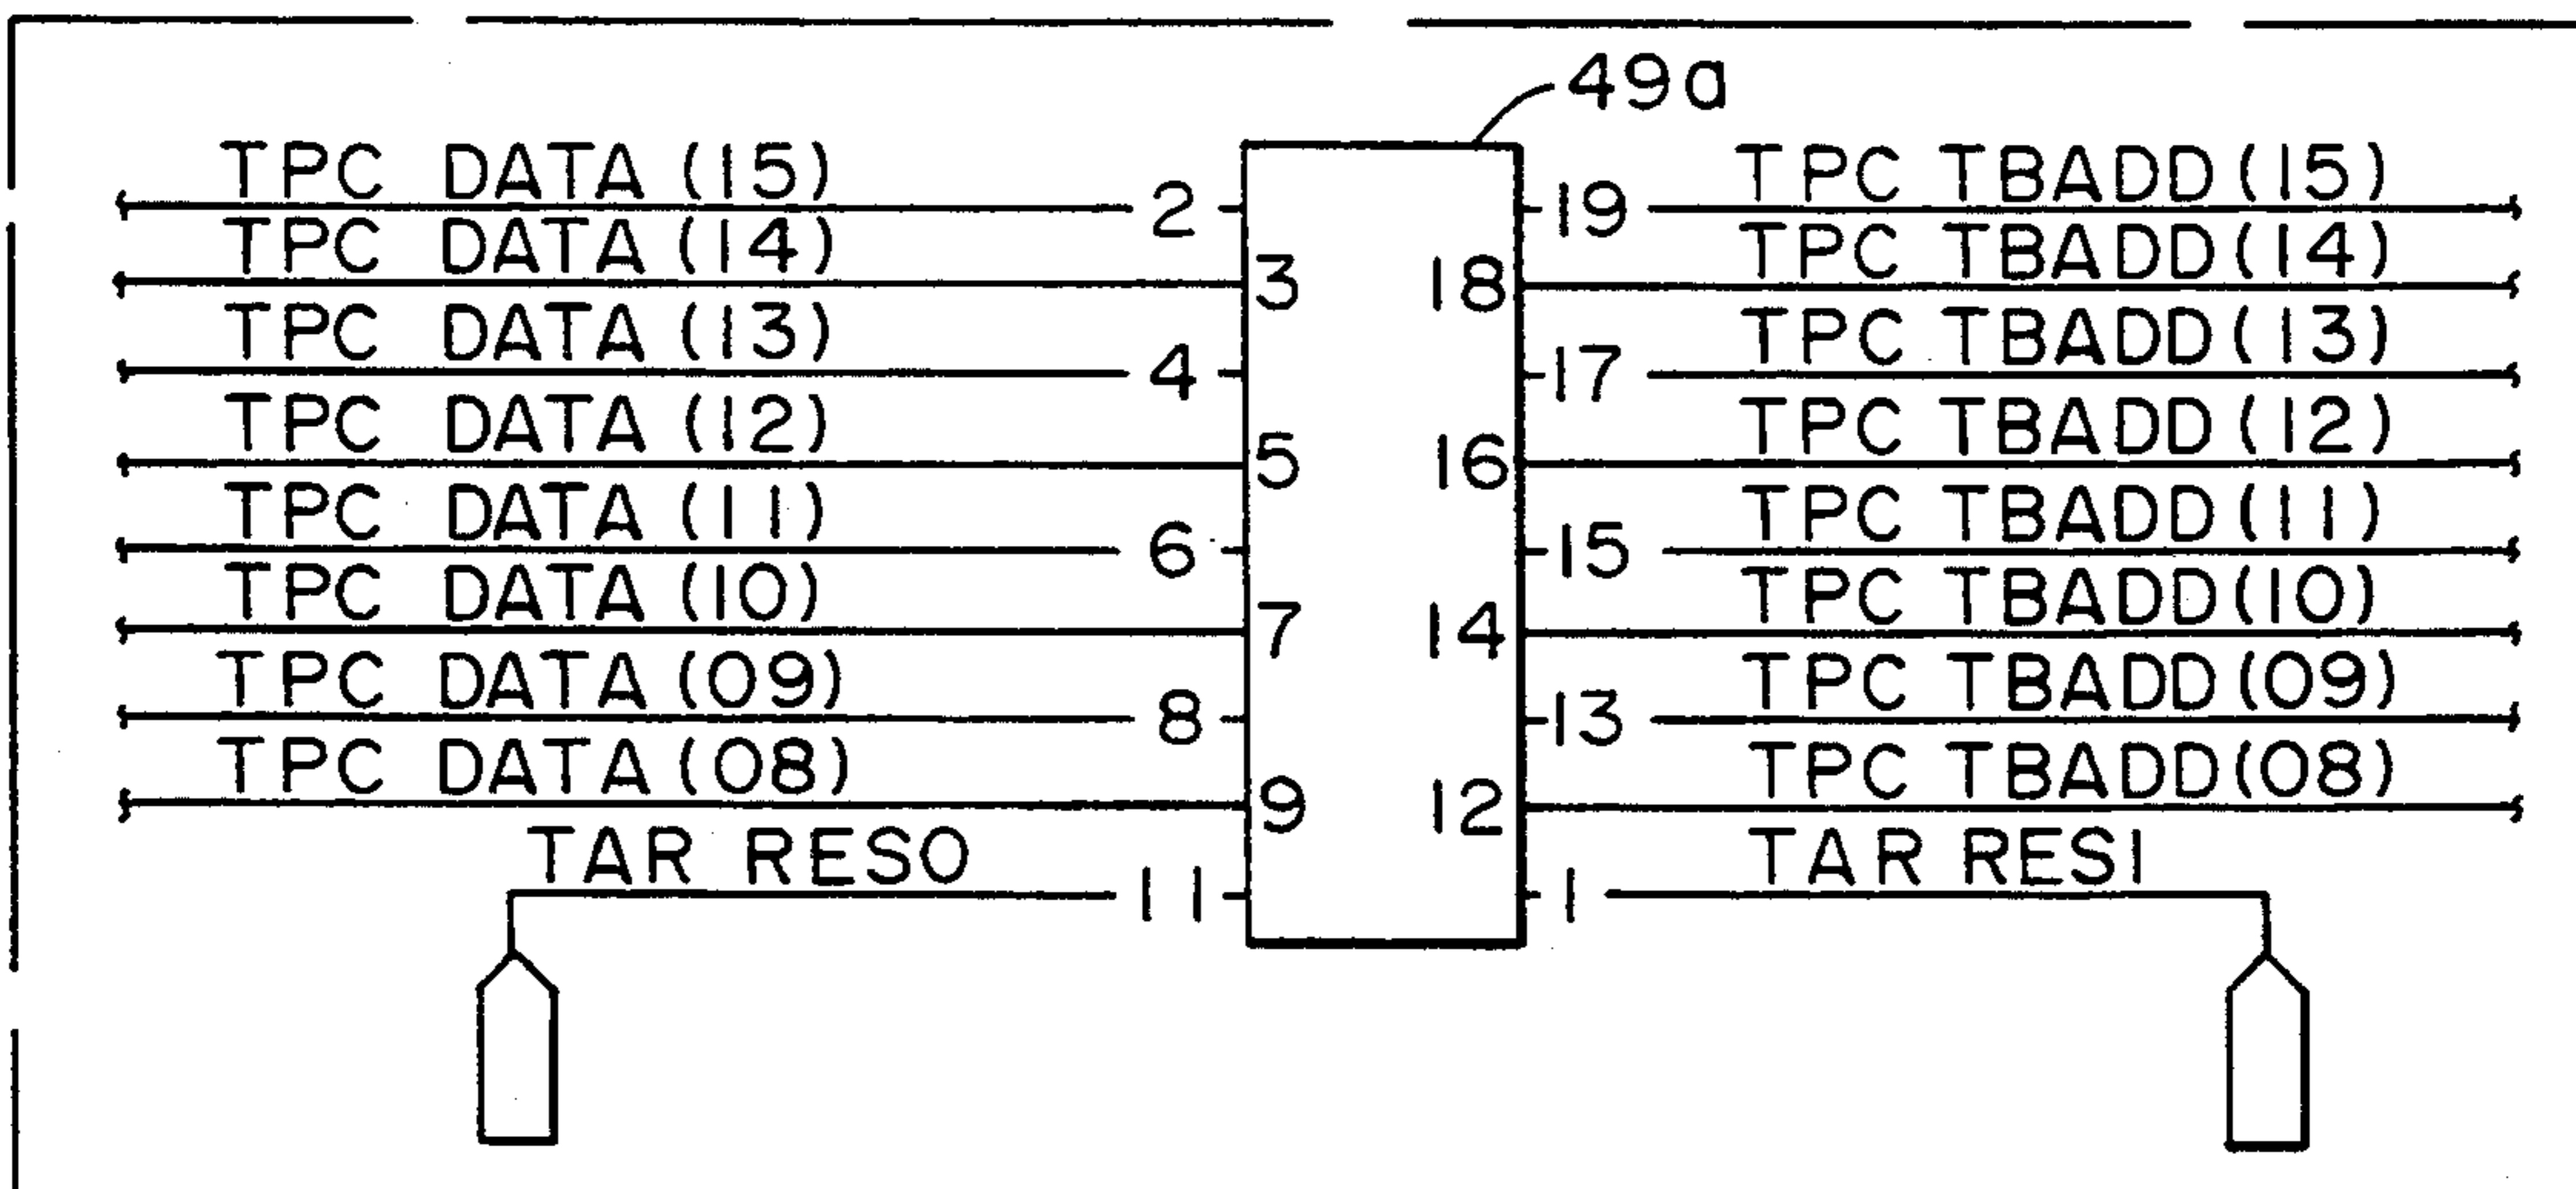 49a
TPC DATA (15) 2 19 TPC TBADD (15)
TPC DATA (14) 3 18 TPC TBADD (14)
TPC DATA (13) 4 17 TPC TBADD (13)
TPC DATA (12) 5 16 TPC TBADD (12)
TPC DATA (11) 6 15 TPC TBADD (11)
TPC DATA (10) 7 14 TPC TBADD (10)
TPC DATA (09) 8 13 TPC TBADD (09)
TPC DATA (08) 9 12 TPC TBADD (08)
TAR RESO 11 1 TAR RES1